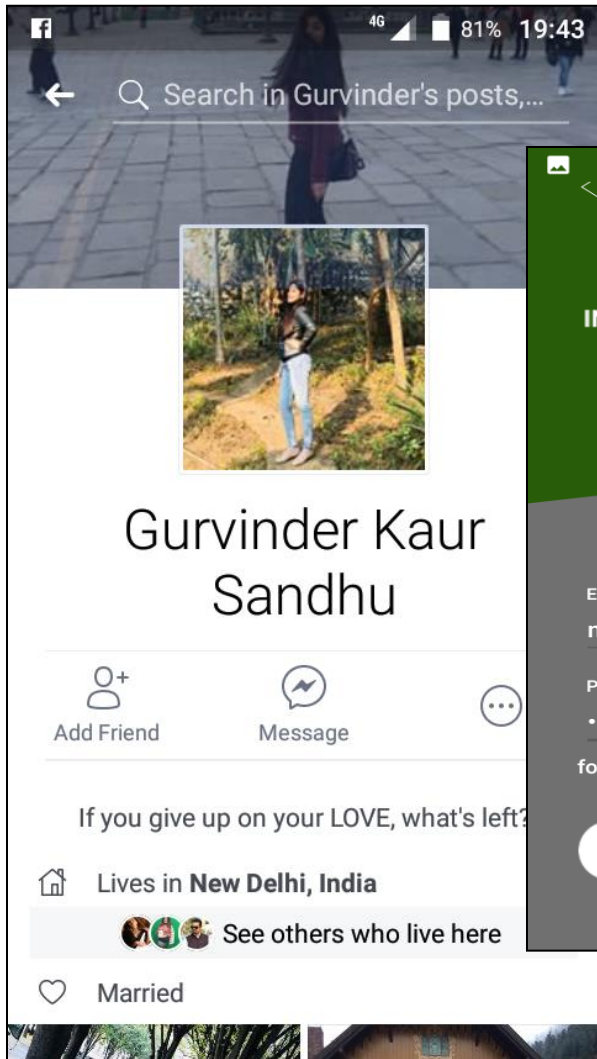 4G 81% 19:43
Search in Gurvinder's posts,...
Gurvinder Kaur
Sandhu
Add Friend
Message
If you give up on your LOVE, what's left?
Lives in New Delhi, India
See others who live here
Married